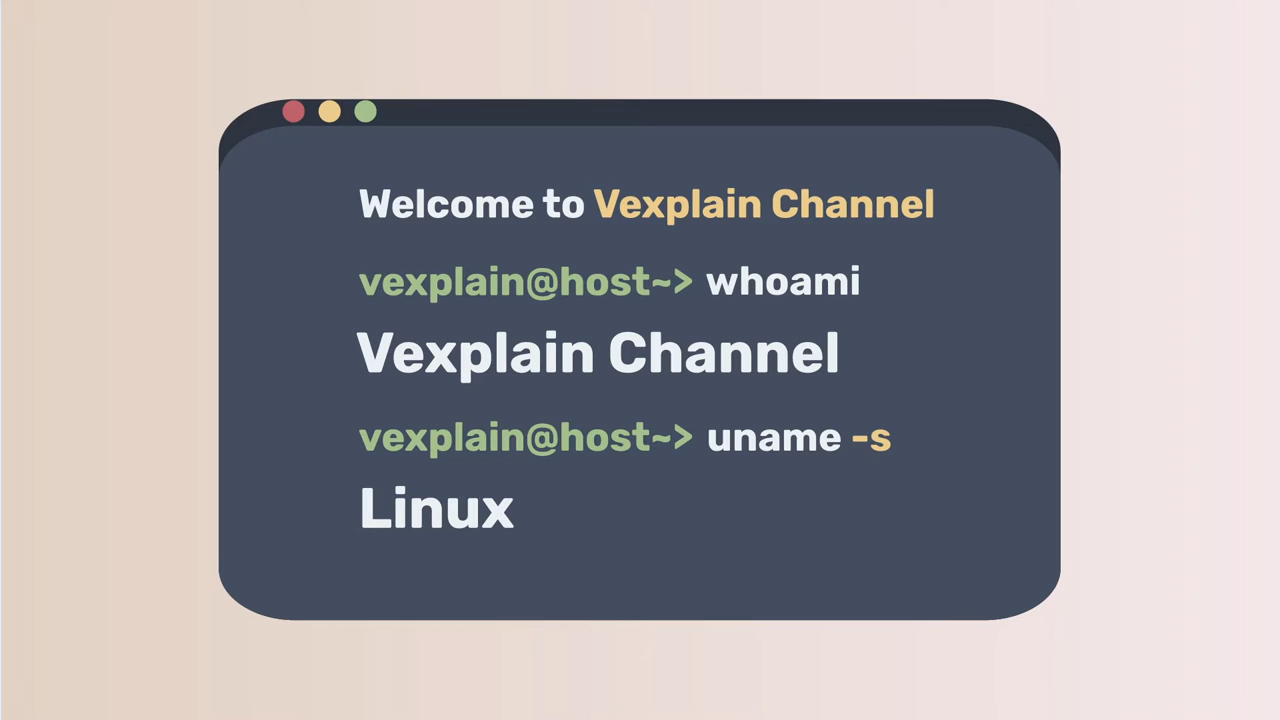 Welcome to Vexplain Channel
vexplain@host~> whoami
Vexplain Channel
vexplain@host~> uname -s
Linux